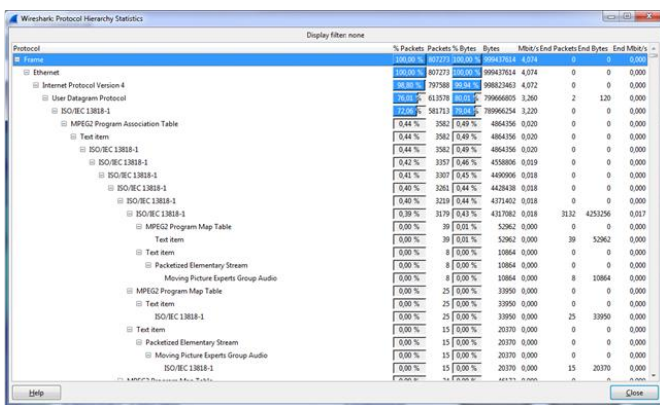 Wireshark: Protocol Hierarchy Statistics
Display filter: none
Protocol % Packets Packets % Bytes Bytes Mbit/s End Packets End Bytes End Mbit/s
Frame 100,00 % 807273 100,00 % 999437614 4,074 0 0 0,000
Ethernet 100,00 % 807273 100,00 % 999437614 4,074 0 0 0,000
Internet Protocol Version 4 98,80 % 797588 99,94 % 998823463 4,072 0 0 0,000
User Datagram Protocol 76,01 % 613578 80,01 % 799666805 3,260 2 120 0,000
ISO/IEC 13818-1 72,06 % 581713 79,04 % 789966254 3,220 0 0 0,000
MPEG2 Program Association Table 0,44 % 3582 0,49 % 4864356 0,020 0 0 0,000
Text item 0,44 % 3582 0,49 % 4864356 0,020 0 0 0,000
ISO/IEC 13818-1 0,44 % 3582 0,49 % 4864356 0,020 0 0 0,000
ISO/IEC 13818-1 0,42 % 3357 0,46 % 4558806 0,019 0 0 0,000
ISO/IEC 13818-1 0,41 % 3307 0,45 % 4490906 0,018 0 0 0,000
ISO/IEC 13818-1 0,40 % 3261 0,44 % 4428438 0,018 0 0 0,000
ISO/IEC 13818-1 0,40 % 3219 0,44 % 4371402 0,018 0 0 0,000
ISO/IEC 13818-1 0,39 % 3179 0,43 % 4317082 0,018 3132 4253256 0,017
MPEG2 Program Map Table 0,00 % 39 0,01 % 52962 0,000 0 0 0,000
Text item 0,00 % 39 0,01 % 52962 0,000 39 52962 0,000
Text item 0,00 % 8 0,00 % 10864 0,000 0 0 0,000
Packetized Elementary Stream 0,00 % 8 0,00 % 10864 0,000 0 0 0,000
Moving Picture Experts Group Audio 0,00 % 8 0,00 % 10864 0,000 8 10864 0,000
MPEG2 Program Map Table 0,00 % 25 0,00 % 33950 0,000 0 0 0,000
Text item 0,00 % 25 0,00 % 33950 0,000 0 0 0,000
ISO/IEC 13818-1 0,00 % 25 0,00 % 33950 0,000 25 33950 0,000
Text item 0,00 % 15 0,00 % 20370 0,000 0 0 0,000
Packetized Elementary Stream 0,00 % 15 0,00 % 20370 0,000 0 0 0,000
Moving Picture Experts Group Audio 0,00 % 15 0,00 % 20370 0,000 0 0 0,000
ISO/IEC 13818-1 0,00 % 15 0,00 % 20370 0,000 15 20370 0,000
MPEG2 Program Map Table
Help Close